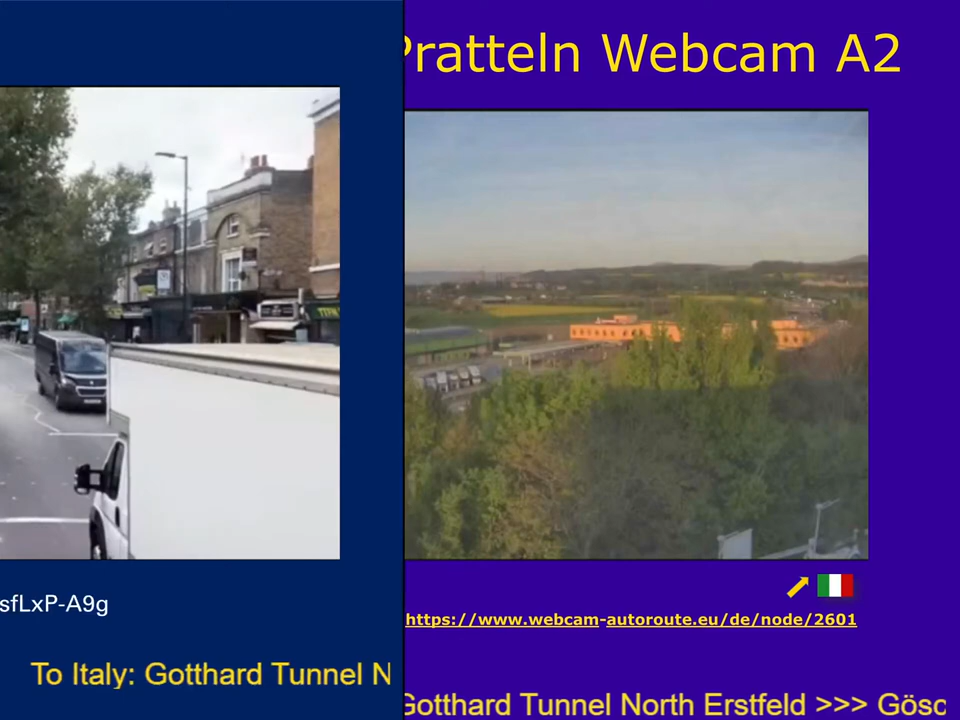 Pratteln Webcam A2
sfLxP-A9g
https://www.webcam-autoroute.eu/de/node/2601
To Italy: Gotthard Tunnel N
Gotthard Tunnel North Erstfeld >>> Gösc